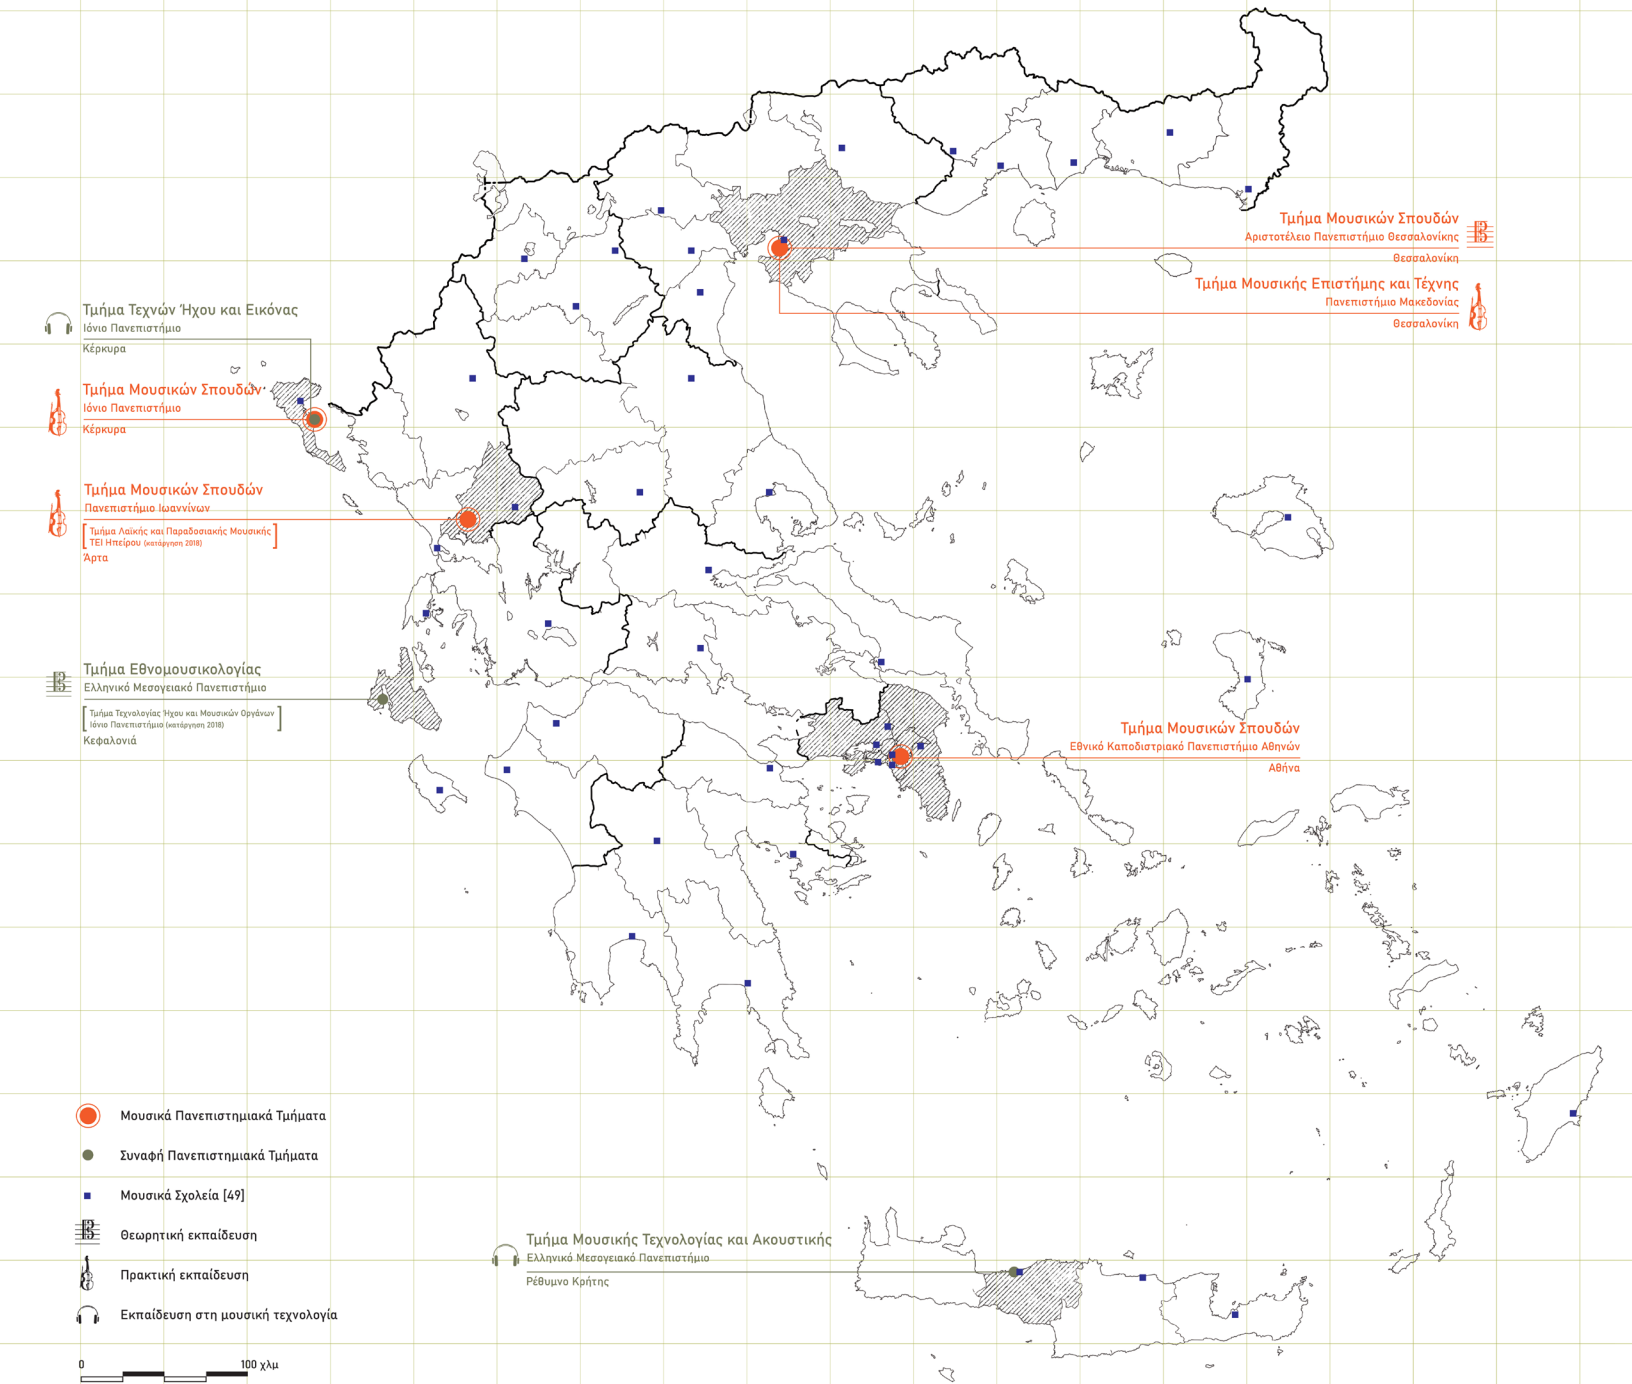 Τμήμα Μουσικών Σπουδών
Αριστοτέλειο Πανεπιστήμιο Θεσσαλονίκης
Θεσσαλονίκη
Τμήμα Μουσικής Επιστήμης και Τέχνης
Πανεπιστήμιο Μακεδονίας
Θεσσαλονίκη
Τμήμα Τεχνών Ήχου και Εικόνας
Ιόνιο Πανεπιστήμιο
Κέρκυρα
Τμήμα Μουσικών Σπουδών
Ιόνιο Πανεπιστήμιο
Κέρκυρα
Τμήμα Μουσικών Σπουδών
Πανεπιστήμιο Ιωαννίνων
Τμήμα Λαϊκής και Παραδοσιακής Μουσικής
ΤΕΙ Ηπείρου (κατάργηση 2018)
Άρτα
Τμήμα Εθνομουσικολογίας
Ελληνικό Μεσογειακό Πανεπιστήμιο
Τμήμα Τεχνολογίας Ήχου και Μουσικών Οργάνων
Ιόνιο Πανεπιστήμιο (κατάργηση 2018)
Κεφαλονιά
Τμήμα Μουσικών Σπουδών
Εθνικό Καποδιστριακό Πανεπιστήμιο Αθηνών
Αθήνα
Τμήμα Μουσικής Τεχνολογίας και Ακουστικής
Ελληνικό Μεσογειακό Πανεπιστήμιο
Ρέθυμνο Κρήτης
Μουσικά Πανεπιστημιακά Τμήματα
Συναφή Πανεπιστημιακά Τμήματα
Μουσικά Σχολεία [49]
Θεωρητική εκπαίδευση
Πρακτική εκπαίδευση
Εκπαίδευση στη μουσική τεχνολογία
0 100 χλμ